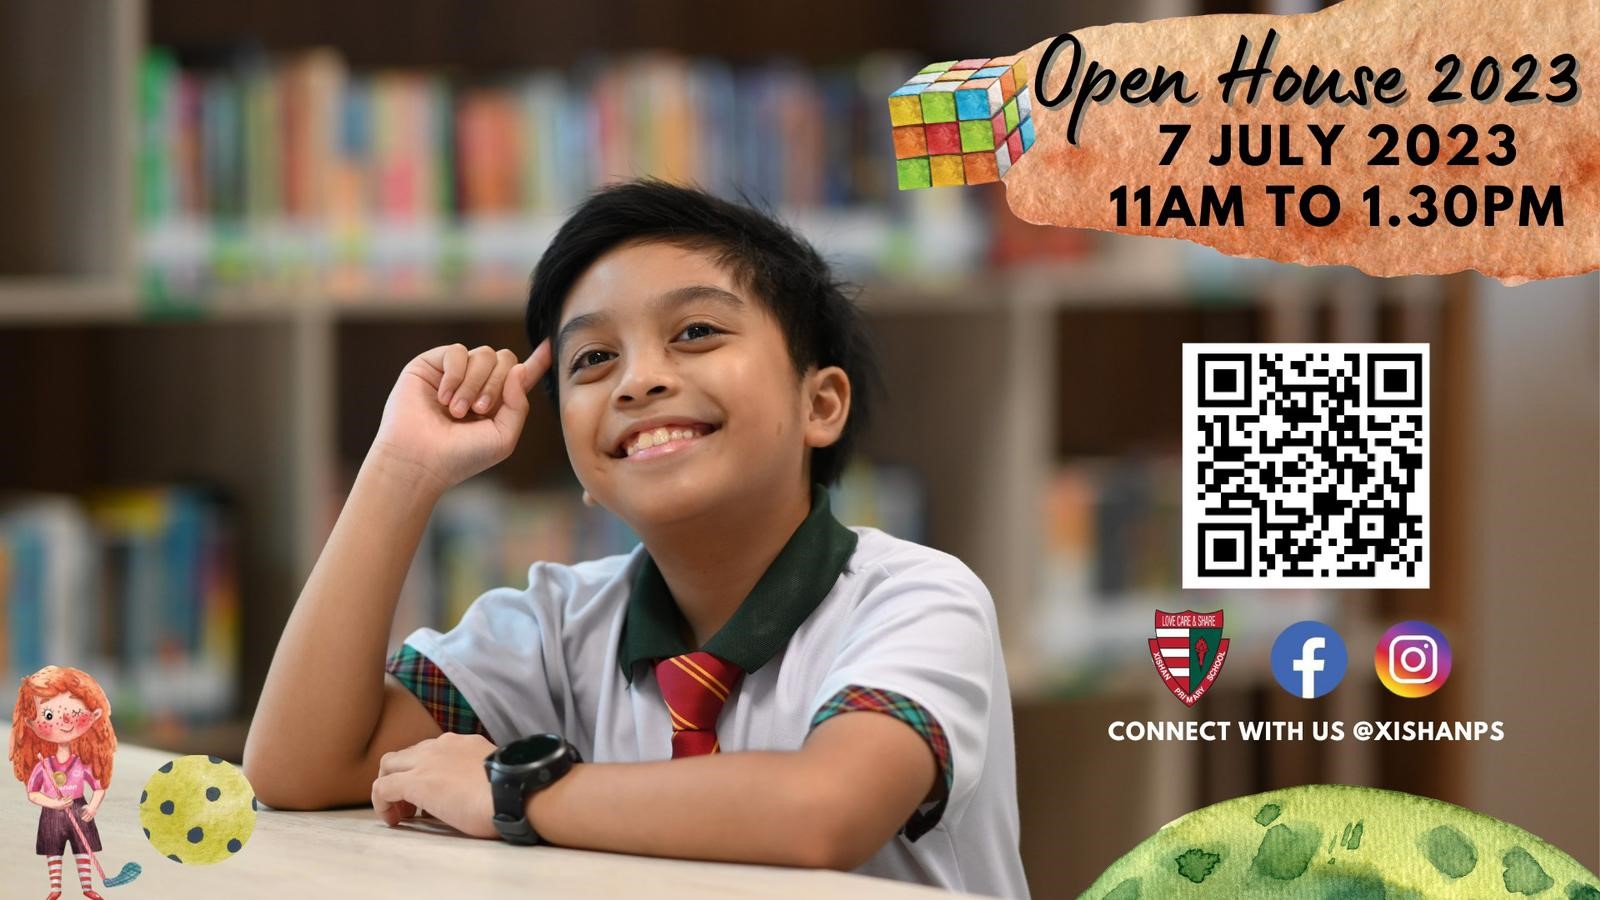 Open House 2023
7 JULY 2023
11AM TO 1.30PM
LOVE CARE & SHARE
XISHAN PRIMARY SCHOOL
CONNECT WITH US @XISHANPS